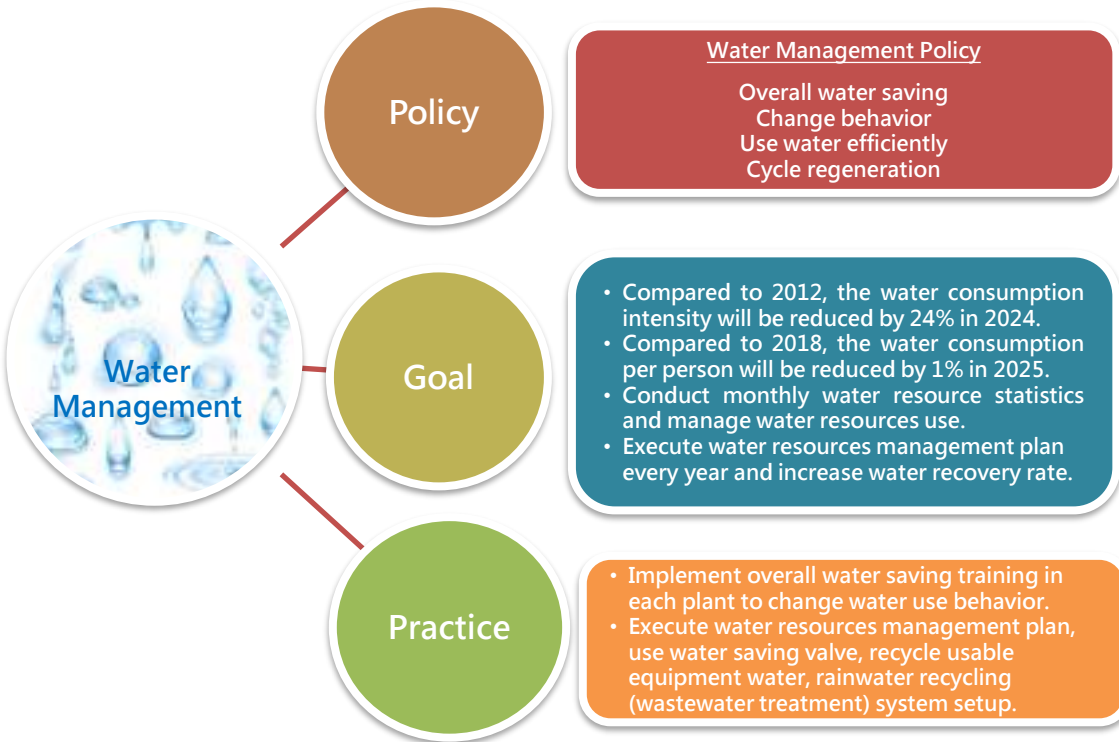 Policy
Water Management Policy
Overall water saving
Change behavior
Use water efficiently
Cycle regeneration
Water
Management
Goal
• Compared to 2012, the water consumption
intensity will be reduced by 24% in 2024.
• Compared to 2018, the water consumption
per person will be reduced by 1% in 2025.
• Conduct monthly water resource statistics
and manage water resources use.
• Execute water resources management plan
every year and increase water recovery rate.
Practice
• Implement overall water saving training in
each plant to change water use behavior.
• Execute water resources management plan,
use water saving valve, recycle usable
equipment water, rainwater recycling
(wastewater treatment) system setup.